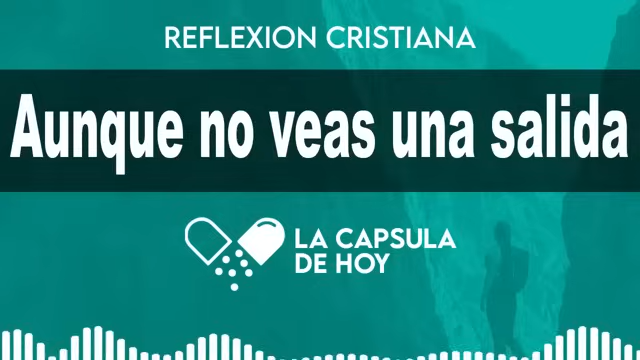 REFLEXION CRISTIANA
Aunque no veas una salida
LA CAPSULA
DE HOY